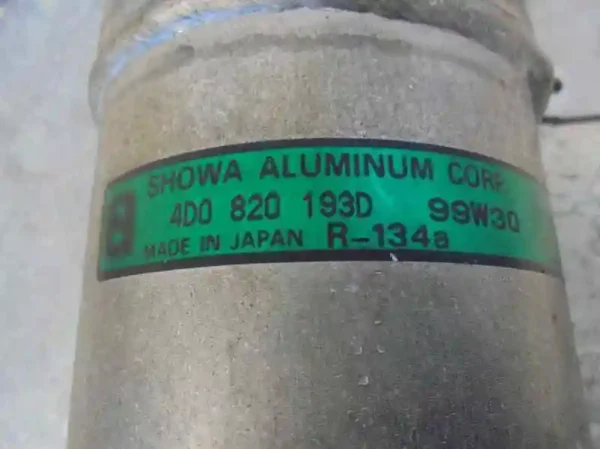 SHOWA ALUMINUM CORP.
4D0 820 193D 99W30
MADE IN JAPAN R-134a